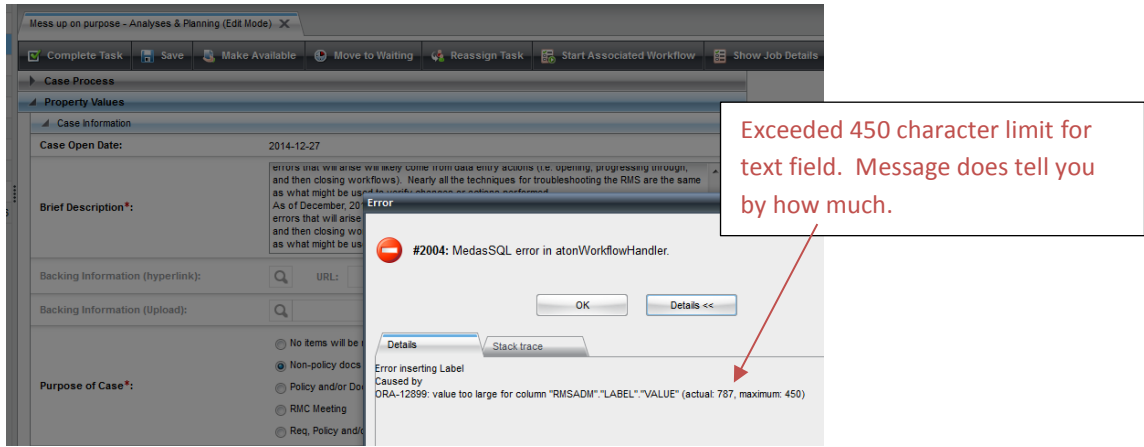 Mess up on purpose - Analyses & Planning (Edit Mode)
Complete Task Save Make Available Move to Waiting Reassign Task Start Associated Workflow Show Job Details
Case Process
Property Values
Case Information
Case Open Date: 2014-12-27
Brief Description*:
errors that will arise will likely come from data entry actions (i.e. opening, progressing through,
and then closing workflows). Nearly all the techniques for troubleshooting the RMS are the same
as what might be used to verify changes or actions performed.
As of December, 201
errors that will arise
and then closing wo
as what might be us
Backing Information (hyperlink): URL:
Backing Information (Upload):
Purpose of Case*:
No items will be
Non-policy docs
Policy and/or Do
RMC Meeting
Req, Policy and/
Error
#2004: MedasSQL error in atonWorkflowHandler.
OK Details <<
Details Stack trace
Error inserting Label
Caused by
ORA-12899: value too large for column "RMSADM"."LABEL"."VALUE" (actual: 787, maximum: 450)
Exceeded 450 character limit for
text field. Message does tell you
by how much.